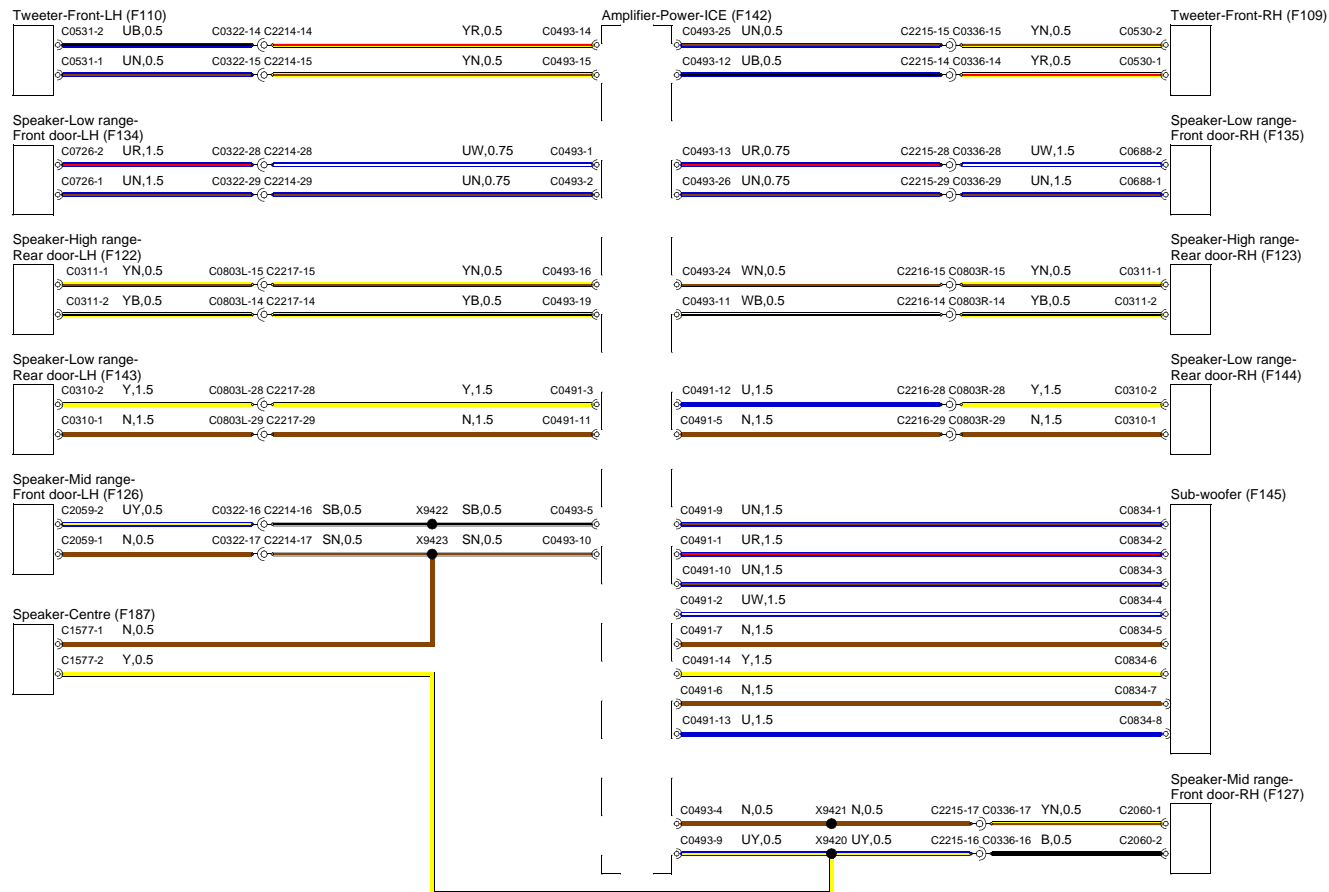 Tweeter-Front-LH (F110)
Amplifier-Power-ICE (F142)
Tweeter-Front-RH (F109)
C0531-2 UB,0.5 C0322-14 C2214-14 YR,0.5 C0493-14
C0493-25 UN,0.5 C2215-15 C0336-15 YN,0.5 C0530-2
C0531-1 UN,0.5 C0322-15 C2214-15 YN,0.5 C0493-15
C0493-12 UB,0.5 C2215-14 C0336-14 YR,0.5 C0530-1
Speaker-Low range-
Front door-LH (F134)
Speaker-Low range-
Front door-RH (F135)
C0726-2 UR,1.5 C0322-28 C2214-28 UW,0.75 C0493-1
C0493-13 UR,0.75 C2215-28 C0336-28 UW,1.5 C0688-2
C0726-1 UN,1.5 C0322-29 C2214-29 UN,0.75 C0493-2
C0493-26 UN,0.75 C2215-29 C0336-29 UN,1.5 C0688-1
Speaker-High range-
Rear door-LH (F122)
Speaker-High range-
Rear door-RH (F123)
C0311-1 YN,0.5 C0803L-15 C2217-15 YN,0.5 C0493-16
C0493-24 WN,0.5 C2216-15 C0803R-15 YN,0.5 C0311-1
C0311-2 YB,0.5 C0803L-14 C2217-14 YB,0.5 C0493-19
C0493-11 WB,0.5 C2216-14 C0803R-14 YB,0.5 C0311-2
Speaker-Low range-
Rear door-LH (F143)
Speaker-Low range-
Rear door-RH (F144)
C0310-2 Y,1.5 C0803L-28 C2217-28 Y,1.5 C0491-3
C0491-12 U,1.5 C2216-28 C0803R-28 Y,1.5 C0310-2
C0310-1 N,1.5 C0803L-29 C2217-29 N,1.5 C0491-11
C0491-5 N,1.5 C2216-29 C0803R-29 N,1.5 C0310-1
Speaker-Mid range-
Front door-LH (F126)
Sub-woofer (F145)
C2059-2 UY,0.5 C0322-16 C2214-16 SB,0.5 X9422 SB,0.5 C0493-5
C0491-9 UN,1.5 C0834-1
C2059-1 N,0.5 C0322-17 C2214-17 SN,0.5 X9423 SN,0.5 C0493-10
C0491-1 UR,1.5 C0834-2
C0491-10 UN,1.5 C0834-3
C0491-2 UW,1.5 C0834-4
Speaker-Centre (F187)
C1577-1 N,0.5
C0491-7 N,1.5 C0834-5
C1577-2 Y,0.5
C0491-14 Y,1.5 C0834-6
C0491-6 N,1.5 C0834-7
C0491-13 U,1.5 C0834-8
Speaker-Mid range-
Front door-RH (F127)
C0493-4 N,0.5 X9421 N,0.5 C2215-17 C0336-17 YN,0.5 C2060-1
C0493-9 UY,0.5 X9420 UY,0.5 C2215-16 C0336-16 B,0.5 C2060-2